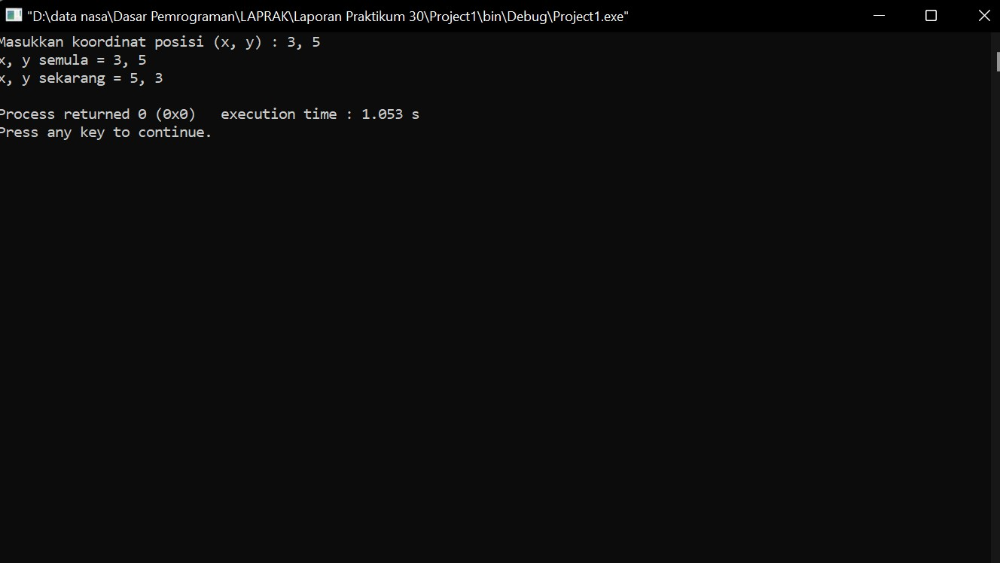 "D:\data nasa\Dasar Pemrograman\LAPRAK\Laporan Praktikum 30\Project1\bin\Debug\Project1.exe"
Masukkan koordinat posisi (x, y) : 3, 5
x, y semula = 3, 5
x, y sekarang = 5, 3
Process returned 0 (0x0)   execution time : 1.053 s
Press any key to continue.